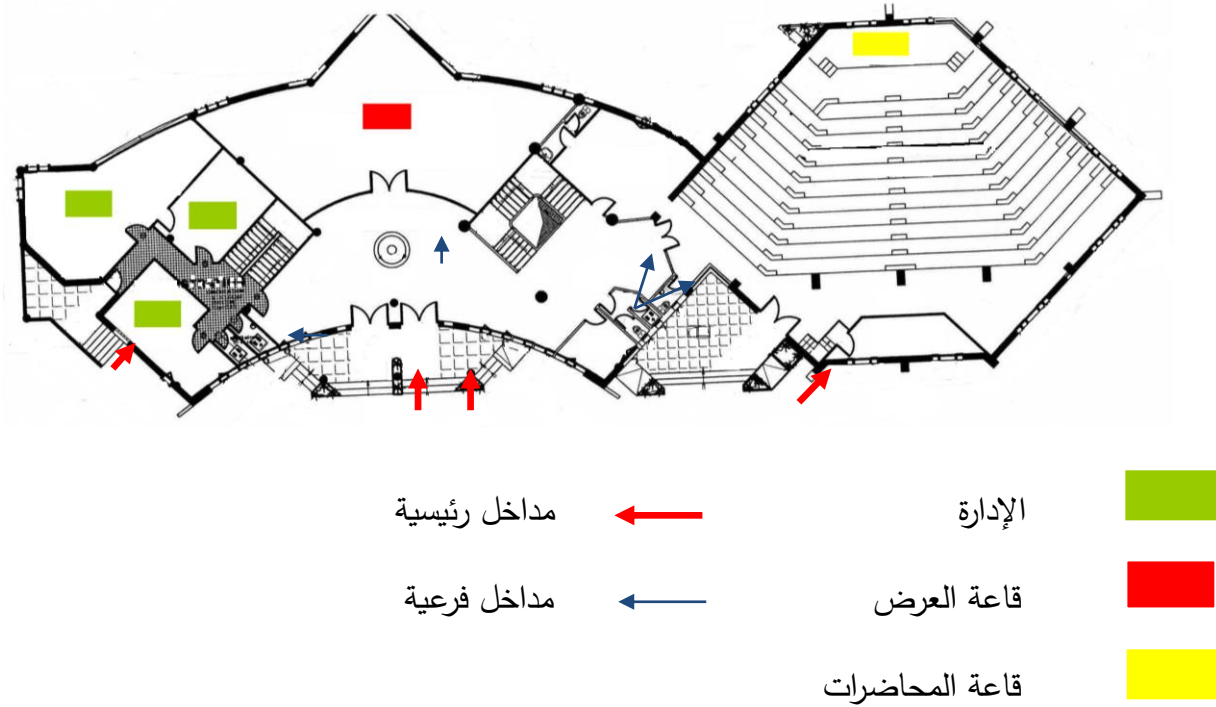 الإدارة
مداخل رئيسية
قاعة العرض
مداخل فرعية
قاعة المحاضرات